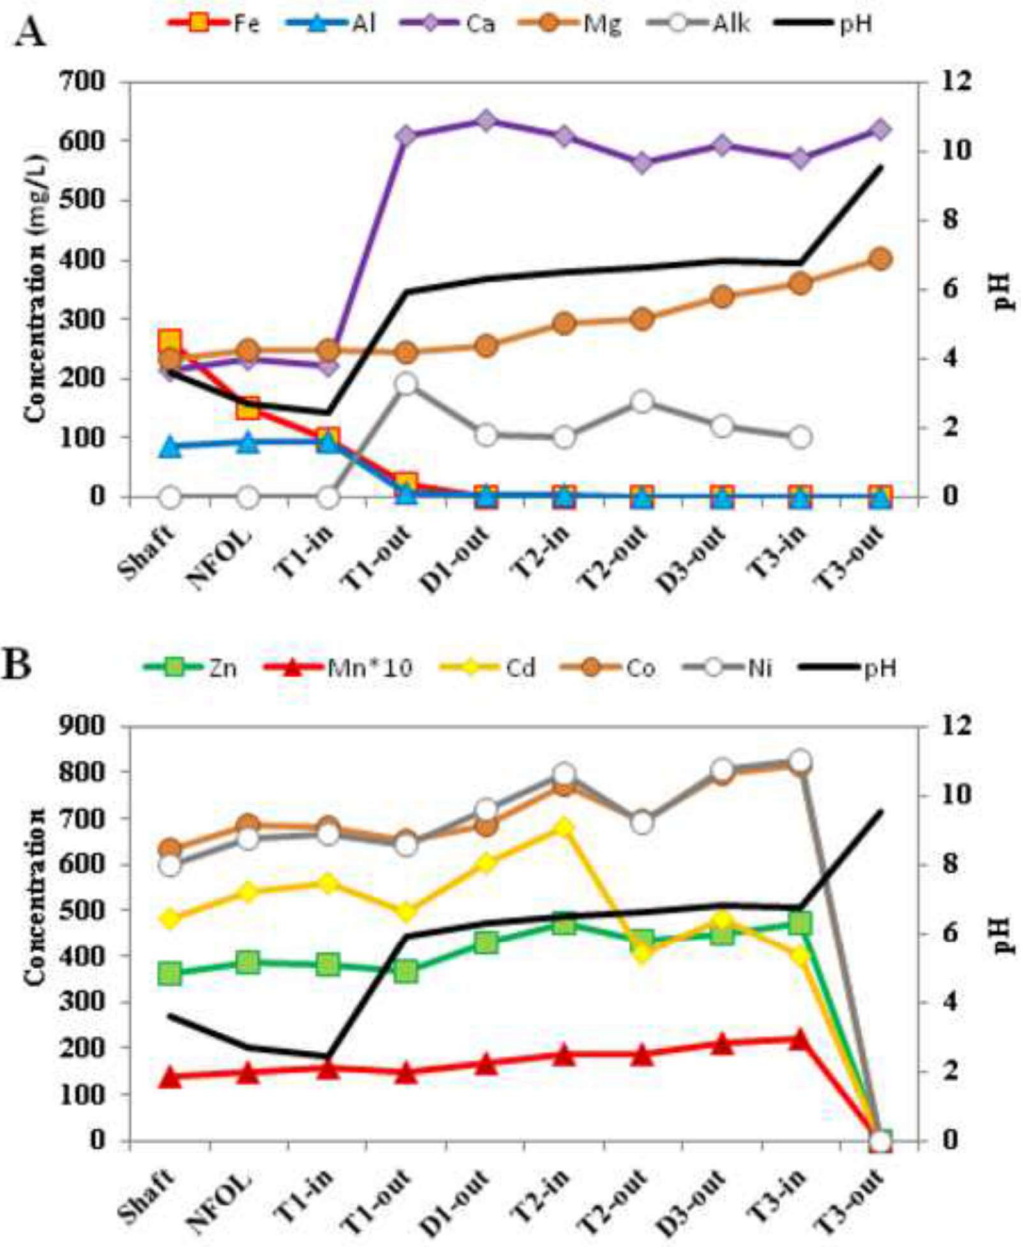 A
Fe Al Ca Mg Alk pH
700 12
600 10
500 8
400 6
300 4
200 2
100 0
0
Concentration (mg/L)
pH
Shaft NFOL T1-in T1-out D1-out T2-in T2-out D3-out T3-in T3-out
B
Zn Mn*10 Cd Co Ni pH
900 12
800 10
700 8
600 6
500 4
400 2
300 0
200
100
0
Concentration
pH
Shaft NFOL T1-in T1-out D1-out T2-in T2-out D3-out T3-in T3-out